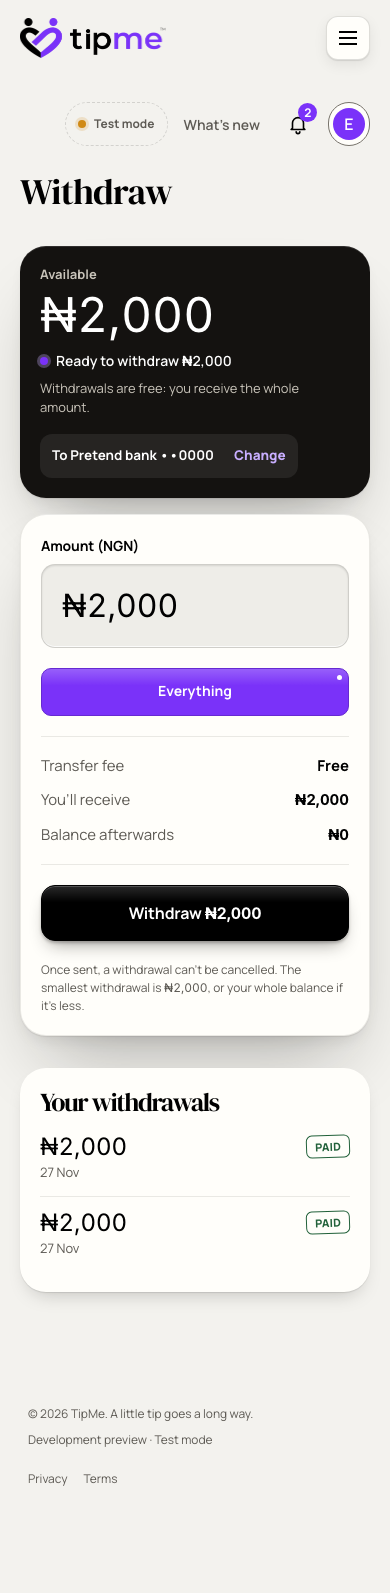 tipme™
Test mode
What's new
2
E
Withdraw
Available
₦2,000
Ready to withdraw ₦2,000
Withdrawals are free: you receive the whole
amount.
To Pretend bank ••0000 Change
Amount (NGN)
₦2,000
Everything
Transfer fee Free
You'll receive ₦2,000
Balance afterwards ₦0
Withdraw ₦2,000
Once sent, a withdrawal can't be cancelled. The
smallest withdrawal is ₦2,000, or your whole balance if
it's less.
Your withdrawals
₦2,000 PAID
27 Nov
₦2,000 PAID
27 Nov
© 2026 TipMe. A little tip goes a long way.
Development preview · Test mode
Privacy Terms